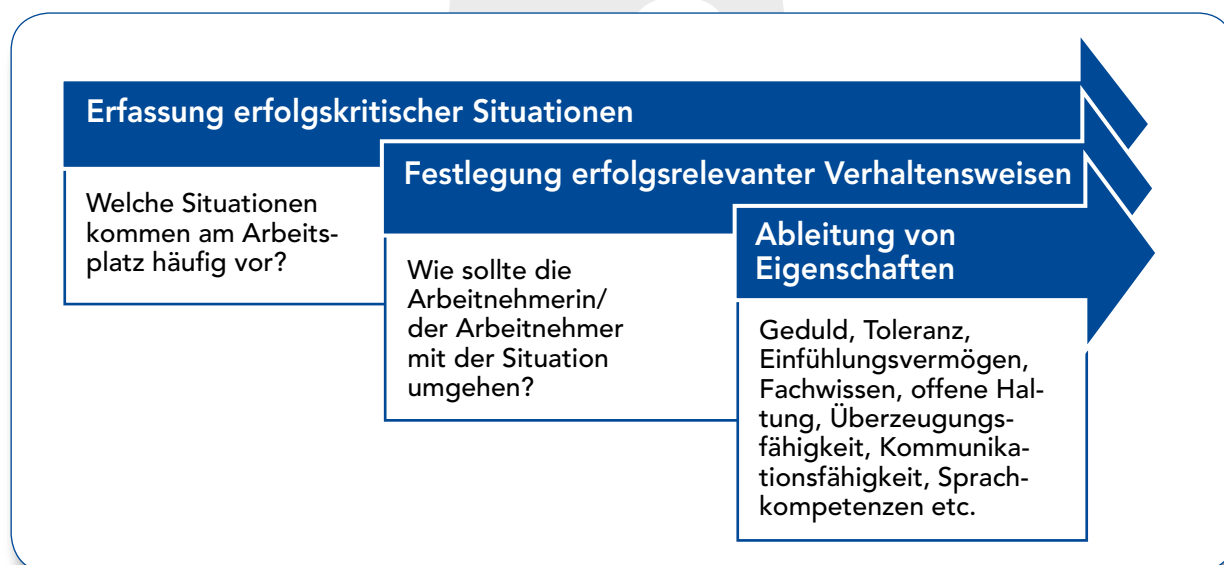 Erfassung erfolgskritischer Situationen
Welche Situationen
kommen am Arbeits-
platz häufig vor?
Festlegung erfolgsrelevanter Verhaltensweisen
Wie sollte die
Arbeitnehmerin/
der Arbeitnehmer
mit der Situation
umgehen?
Ableitung von
Eigenschaften
Geduld, Toleranz,
Einfühlungsvermögen,
Fachwissen, offene Hal-
tung, Überzeugungs-
fähigkeit, Kommunika-
tionsfähigkeit, Sprach-
kompetenzen etc.